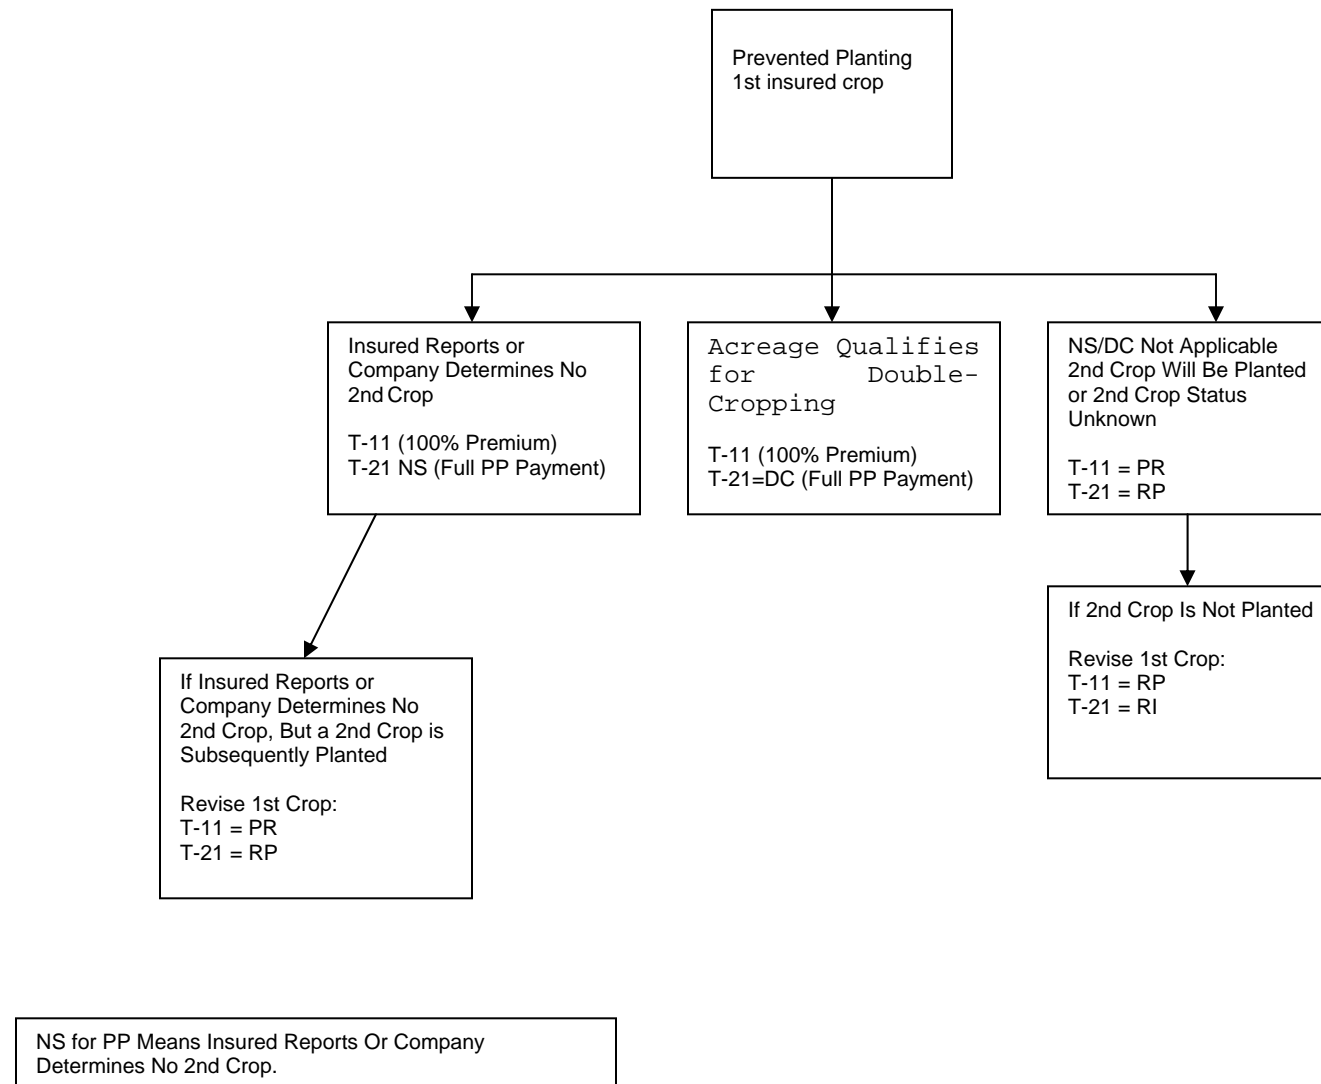 Prevented Planting
1st insured crop
Insured Reports or
Company Determines No
2nd Crop
T-11 (100% Premium)
T-21 NS (Full PP Payment)
Acreage Qualifies
for Double-
Cropping
T-11 (100% Premium)
T-21=DC (Full PP Payment)
NS/DC Not Applicable
2nd Crop Will Be Planted
or 2nd Crop Status
Unknown
T-11 = PR
T-21 = RP
If Insured Reports or
Company Determines No
2nd Crop, But a 2nd Crop is
Subsequently Planted
Revise 1st Crop:
T-11 = PR
T-21 = RP
If 2nd Crop Is Not Planted
Revise 1st Crop:
T-11 = RP
T-21 = RI
NS for PP Means Insured Reports Or Company
Determines No 2nd Crop.